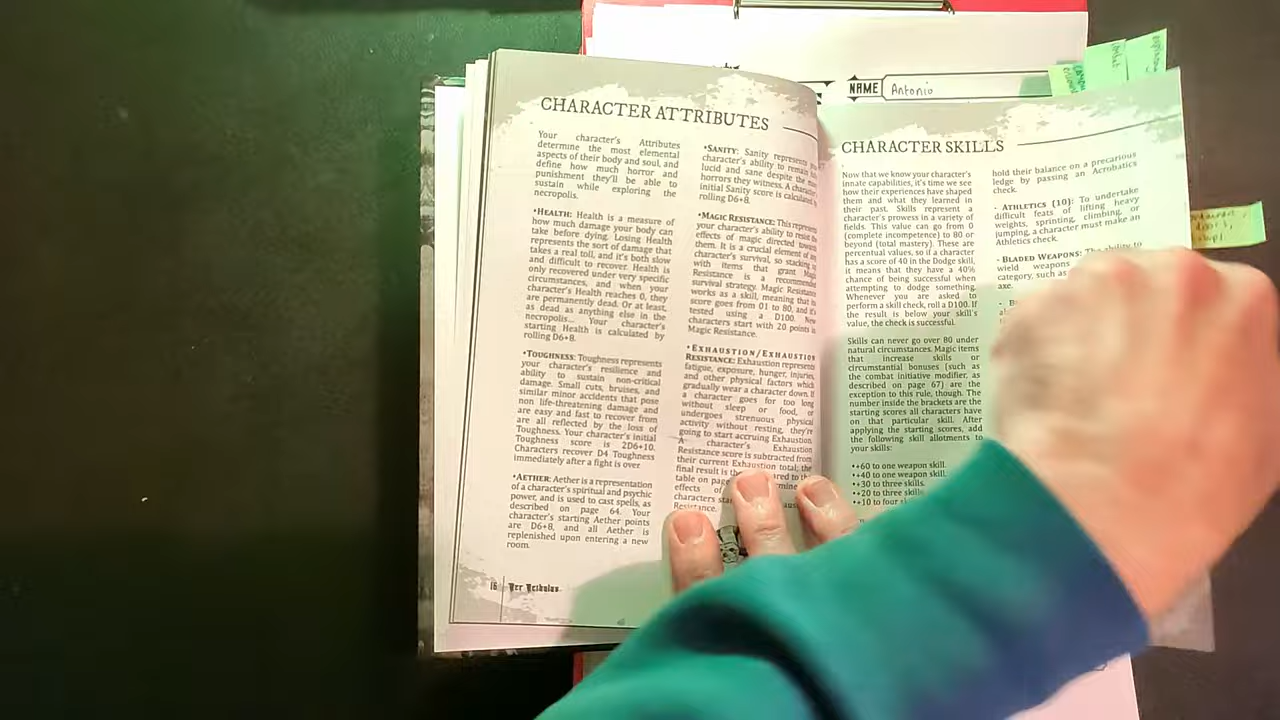 NAME Antonio
CHARACTER ATTRIBUTES
Your character's Attributes
determine the most elemental
aspects of their body and soul, and
define how much horror and
punishment they'll be able to
sustain while exploring the
necropolis.
•HEALTH: Health is a measure of
how much damage your body can
take before dying. Losing Health
represents the sort of damage that
takes a real toll, and it's both slow
and difficult to recover. Health is
only recovered under very specific
circumstances, and when your
character's Health reaches 0, they
are permanently dead. Or at least,
as dead as anything else in the
necropolis... Your character's
starting Health is calculated by
rolling D6+8.
•TOUGHNESS: Toughness represents
your character's resilience and
ability to sustain non-critical
damage. Small cuts, bruises, and
similar minor accidents that pose
non life-threatening damage and
are easy and fast to recover from
are all reflected by the loss of
Toughness. Your character's initial
Toughness score is 2D6+10.
Characters recover D4 Toughness
immediately after a fight is over.
•AETHER: Aether is a representation
of a character's spiritual and psychic
power, and is used to cast spells, as
described on page 64. Your
character's starting Aether points
are D6+8, and all Aether is
replenished upon entering a new
room.
•SANITY: Sanity represents
character's ability to remain
lucid and sane despite the
horrors they witness. A character
initial Sanity score is calculated
rolling D6+8.
•MAGIC RESISTANCE: This represents
your character's ability to resist the
effects of magic directed towards
them. It is a crucial element of any
character's survival, so stacking up
with items that grant Magic
Resistance is a recommended
survival strategy. Magic Resistance
works as a skill, meaning that its
score goes from 01 to 80, and it's
tested using a D100. New
characters start with 20 points in
Magic Resistance.
•EXHAUSTION/EXHAUSTION
RESISTANCE: Exhaustion represents
fatigue, exposure, hunger, injuries,
and other physical factors which
gradually wear a character down. If
a character goes for too long
without sleep or food, or
undergoes strenuous physical
activity without resting, they're
going to start accruing Exhaustion.
A character's Exhaustion
Resistance score is subtracted from
their current Exhaustion total; the
final result is the
table on page
effects of
characters
Resistance.
16
CHARACTER SKILLS
Now that we know your character's
innate capabilities, it's time we see
how their experiences have shaped
them and what they learned in
their past. Skills represent a
character's prowess in a variety of
fields. This value can go from 0
(complete incompetence) to 80 or
beyond (total mastery). These are
percentual values, so if a character
has a score of 40 in the Dodge skill,
it means that they have a 40%
chance of being successful when
attempting to dodge something.
Whenever you are asked to
perform a skill check, roll a D100. If
the result is below your skill's
value, the check is successful.
Skills can never go over 80 under
natural circumstances. Magic items
that increase skills or
circumstantial bonuses (such as
the combat initiative modifier, as
described on page 67) are the
exception to this rule, though. The
number inside the brackets are the
starting scores all characters have
on that particular skill. After
applying the starting scores, add
the following skill allotments to
your skills:
•+60 to one weapon skill.
•+40 to one weapon skill.
•+30 to three skills.
•+20 to three skills
•+10 to four
hold their balance on a precarious
ledge by passing an Acrobatics
check.
- ATHLETICS (10): To undertake
difficult feats of lifting heavy
weights, sprinting, climbing, or
jumping, a character must make an
Athletics check.
- BLADED WEAPONS: The ability to
wield weapons
category, such as
axe.